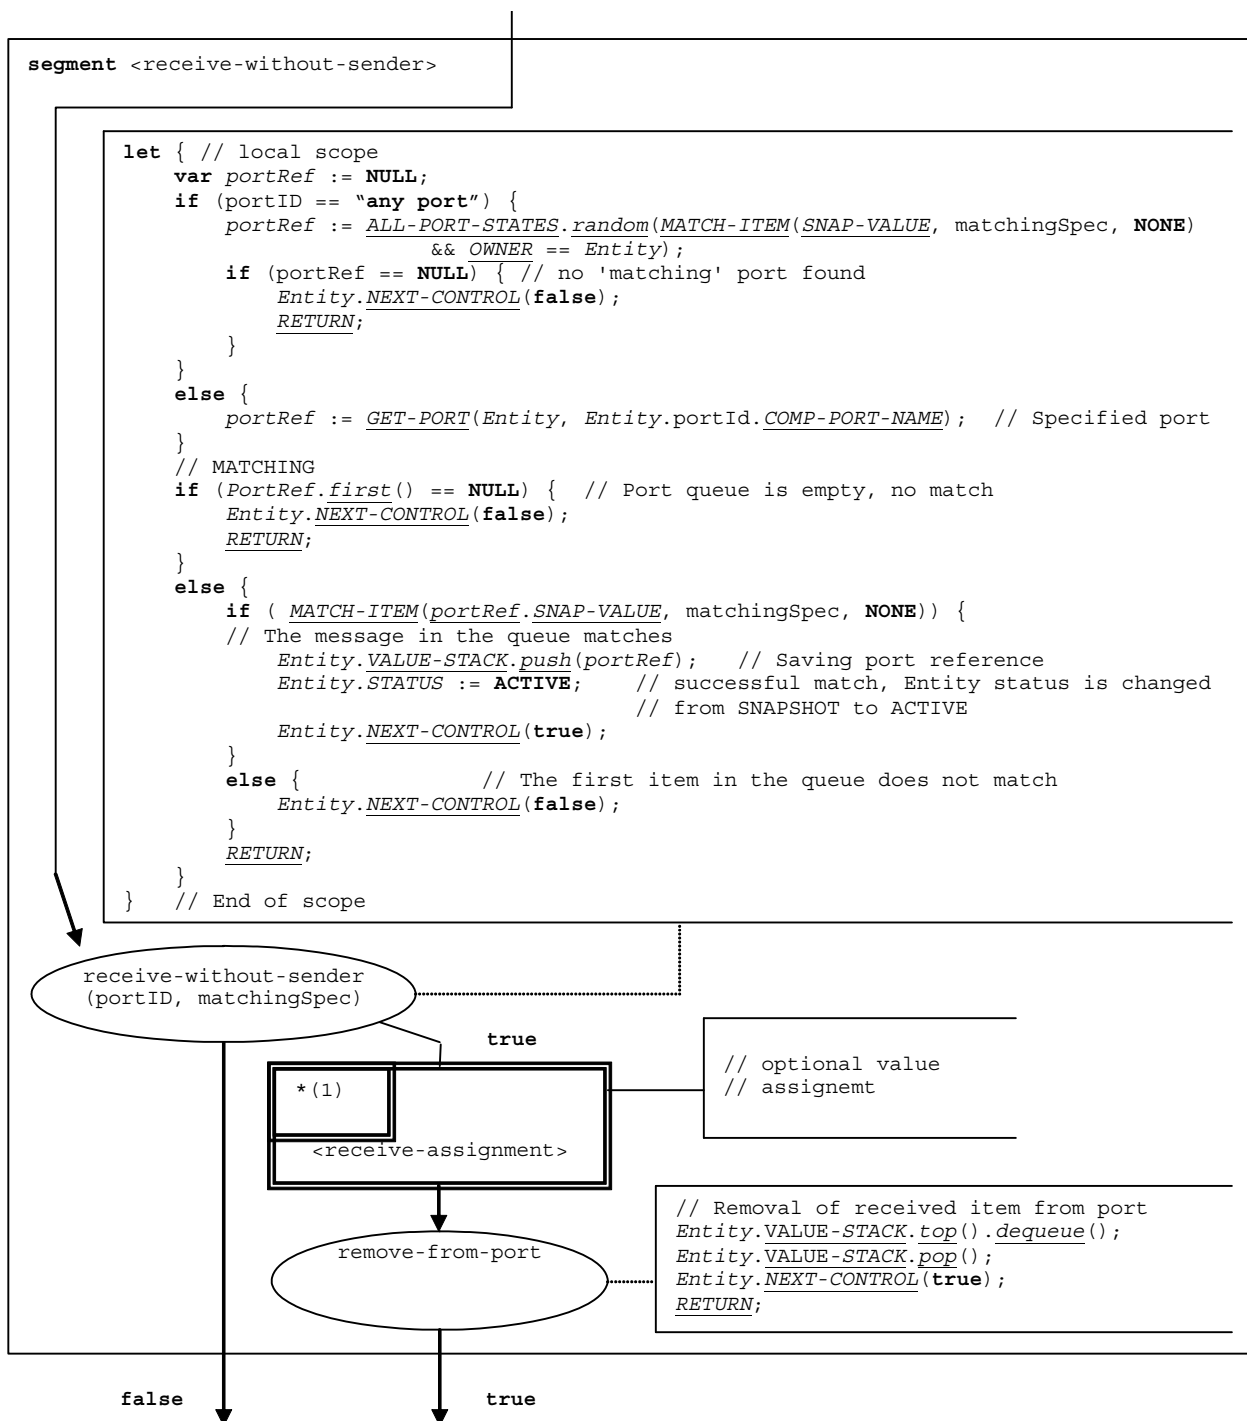 segment <receive-without-sender>
let { // local scope
var portRef := NULL;
if (portID == “any port”) {
portRef := ALL-PORT-STATES.random(MATCH-ITEM(SNAP-VALUE, matchingSpec, NONE)
&& OWNER == Entity);
if (portRef == NULL) { // no 'matching' port found
Entity.NEXT-CONTROL(false);
RETURN;
}
}
else {
portRef := GET-PORT(Entity, Entity.portId.COMP-PORT-NAME);  // Specified port
}
// MATCHING
if (PortRef.first() == NULL) {  // Port queue is empty, no match
Entity.NEXT-CONTROL(false);
RETURN;
}
else {
if ( MATCH-ITEM(portRef.SNAP-VALUE, matchingSpec, NONE)) {
// The message in the queue matches
Entity.VALUE-STACK.push(portRef);   // Saving port reference
Entity.STATUS := ACTIVE;    // successful match, Entity status is changed
// from SNAPSHOT to ACTIVE
Entity.NEXT-CONTROL(true);
}
else {               // The first item in the queue does not match
Entity.NEXT-CONTROL(false);
}
RETURN;
}
}   // End of scope
receive-without-sender
(portID, matchingSpec)
true
// optional value
// assignemt
*(1)
<receive-assignment>
// Removal of received item from port
Entity.VALUE-STACK.top().dequeue();
Entity.VALUE-STACK.pop();
Entity.NEXT-CONTROL(true);
RETURN;
remove-from-port
false
true